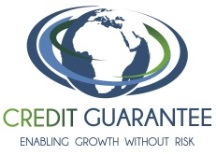 CREDIT GUARANTEE
ENABLING GROWTH WITHOUT RISK